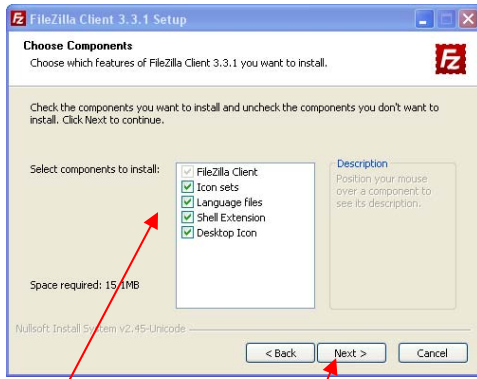 FileZilla Client 3.3.1 Setup
Choose Components
Choose which features of FileZilla Client 3.3.1 you want to install.
Fz
Check the components you want to install and uncheck the components you don't want to
install. Click Next to continue.
Select components to install:
FileZilla Client
Icon sets
Language files
Shell Extension
Desktop Icon
Description
Position your mouse
over a component to
see its description.
Space required: 15.1MB
Nullsoft Install System v2.45-Unicode
< Back
Next >
Cancel